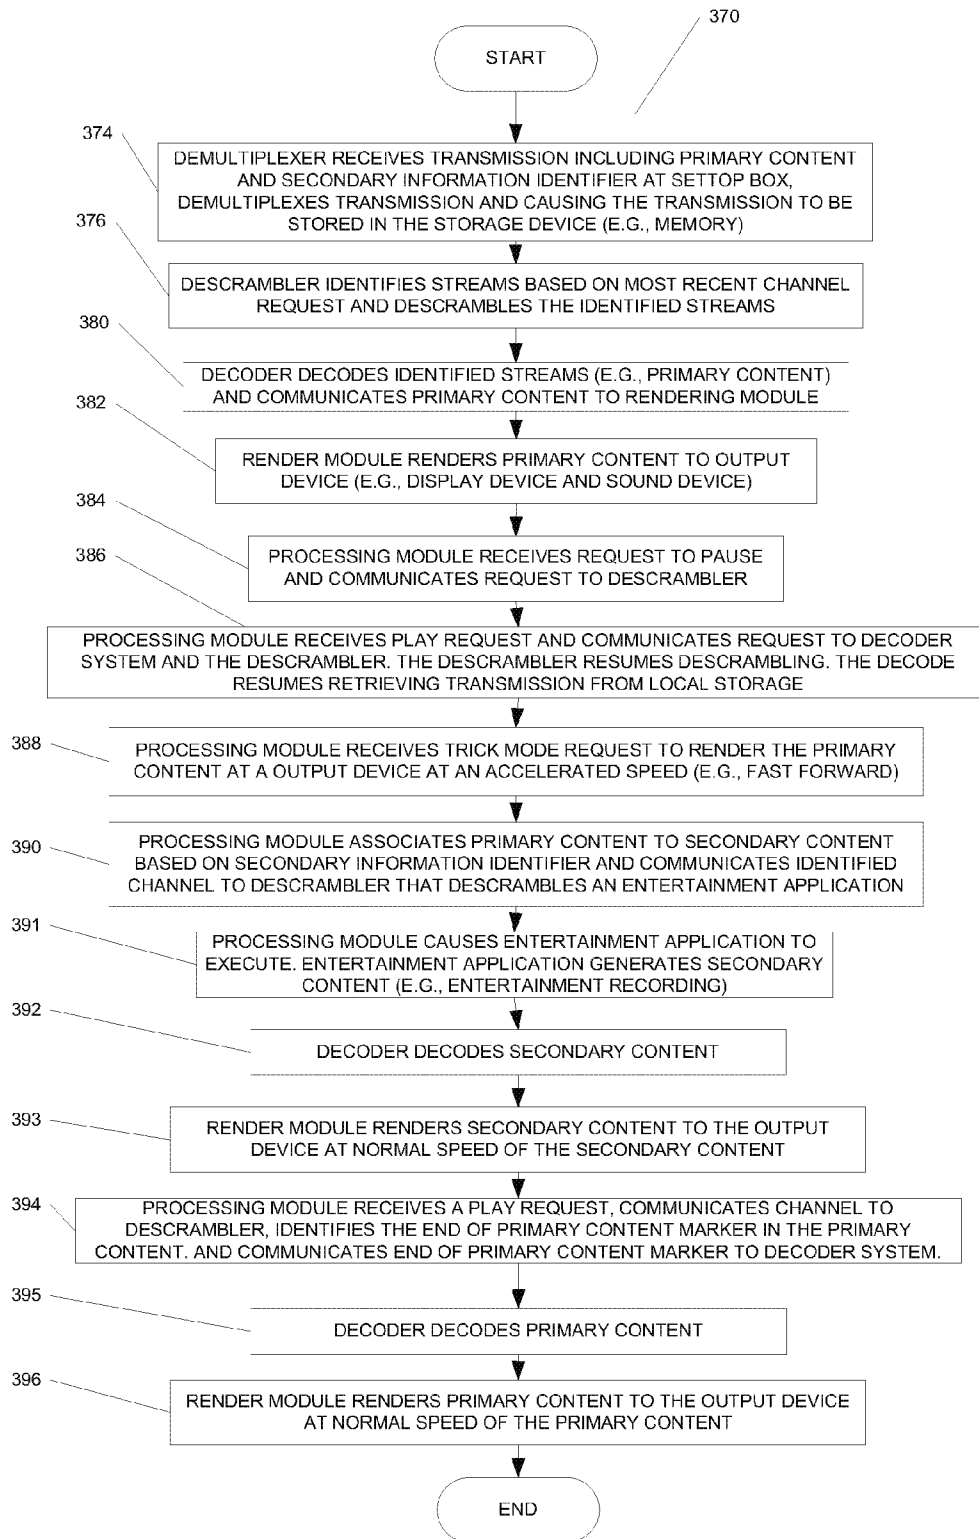 370
START
374
DEMULTIPLEXER RECEIVES TRANSMISSION INCLUDING PRIMARY CONTENT
AND SECONDARY INFORMATION IDENTIFIER AT SETTOP BOX,
DEMULTIPLEXES TRANSMISSION AND CAUSING THE TRANSMISSION TO BE
STORED IN THE STORAGE DEVICE (E.G., MEMORY)
376
DESCRAMBLER IDENTIFIES STREAMS BASED ON MOST RECENT CHANNEL
REQUEST AND DESCRAMBLES THE IDENTIFIED STREAMS
380
DECODER DECODES IDENTIFIED STREAMS (E.G., PRIMARY CONTENT)
AND COMMUNICATES PRIMARY CONTENT TO RENDERING MODULE
382
RENDER MODULE RENDERS PRIMARY CONTENT TO OUTPUT
DEVICE (E.G., DISPLAY DEVICE AND SOUND DEVICE)
384
PROCESSING MODULE RECEIVES REQUEST TO PAUSE
AND COMMUNICATES REQUEST TO DESCRAMBLER
386
PROCESSING MODULE RECEIVES PLAY REQUEST AND COMMUNICATES REQUEST TO DECODER
SYSTEM AND THE DESCRAMBLER. THE DESCRAMBLER RESUMES DESCRAMBLING. THE DECODE
RESUMES RETRIEVING TRANSMISSION FROM LOCAL STORAGE
388
PROCESSING MODULE RECEIVES TRICK MODE REQUEST TO RENDER THE PRIMARY
CONTENT AT A OUTPUT DEVICE AT AN ACCELERATED SPEED (E.G., FAST FORWARD)
390
PROCESSING MODULE ASSOCIATES PRIMARY CONTENT TO SECONDARY CONTENT
BASED ON SECONDARY INFORMATION IDENTIFIER AND COMMUNICATES IDENTIFIED
CHANNEL TO DESCRAMBLER THAT DESCRAMBLES AN ENTERTAINMENT APPLICATION
391
PROCESSING MODULE CAUSES ENTERTAINMENT APPLICATION TO
EXECUTE. ENTERTAINMENT APPLICATION GENERATES SECONDARY
CONTENT (E.G., ENTERTAINMENT RECORDING)
392
DECODER DECODES SECONDARY CONTENT
393
RENDER MODULE RENDERS SECONDARY CONTENT TO THE OUTPUT
DEVICE AT NORMAL SPEED OF THE SECONDARY CONTENT
394
PROCESSING MODULE RECEIVES A PLAY REQUEST, COMMUNICATES CHANNEL TO
DESCRAMBLER, IDENTIFIES THE END OF PRIMARY CONTENT MARKER IN THE PRIMARY
CONTENT. AND COMMUNICATES END OF PRIMARY CONTENT MARKER TO DECODER SYSTEM.
395
DECODER DECODES PRIMARY CONTENT
396
RENDER MODULE RENDERS PRIMARY CONTENT TO THE OUTPUT DEVICE
AT NORMAL SPEED OF THE PRIMARY CONTENT
END